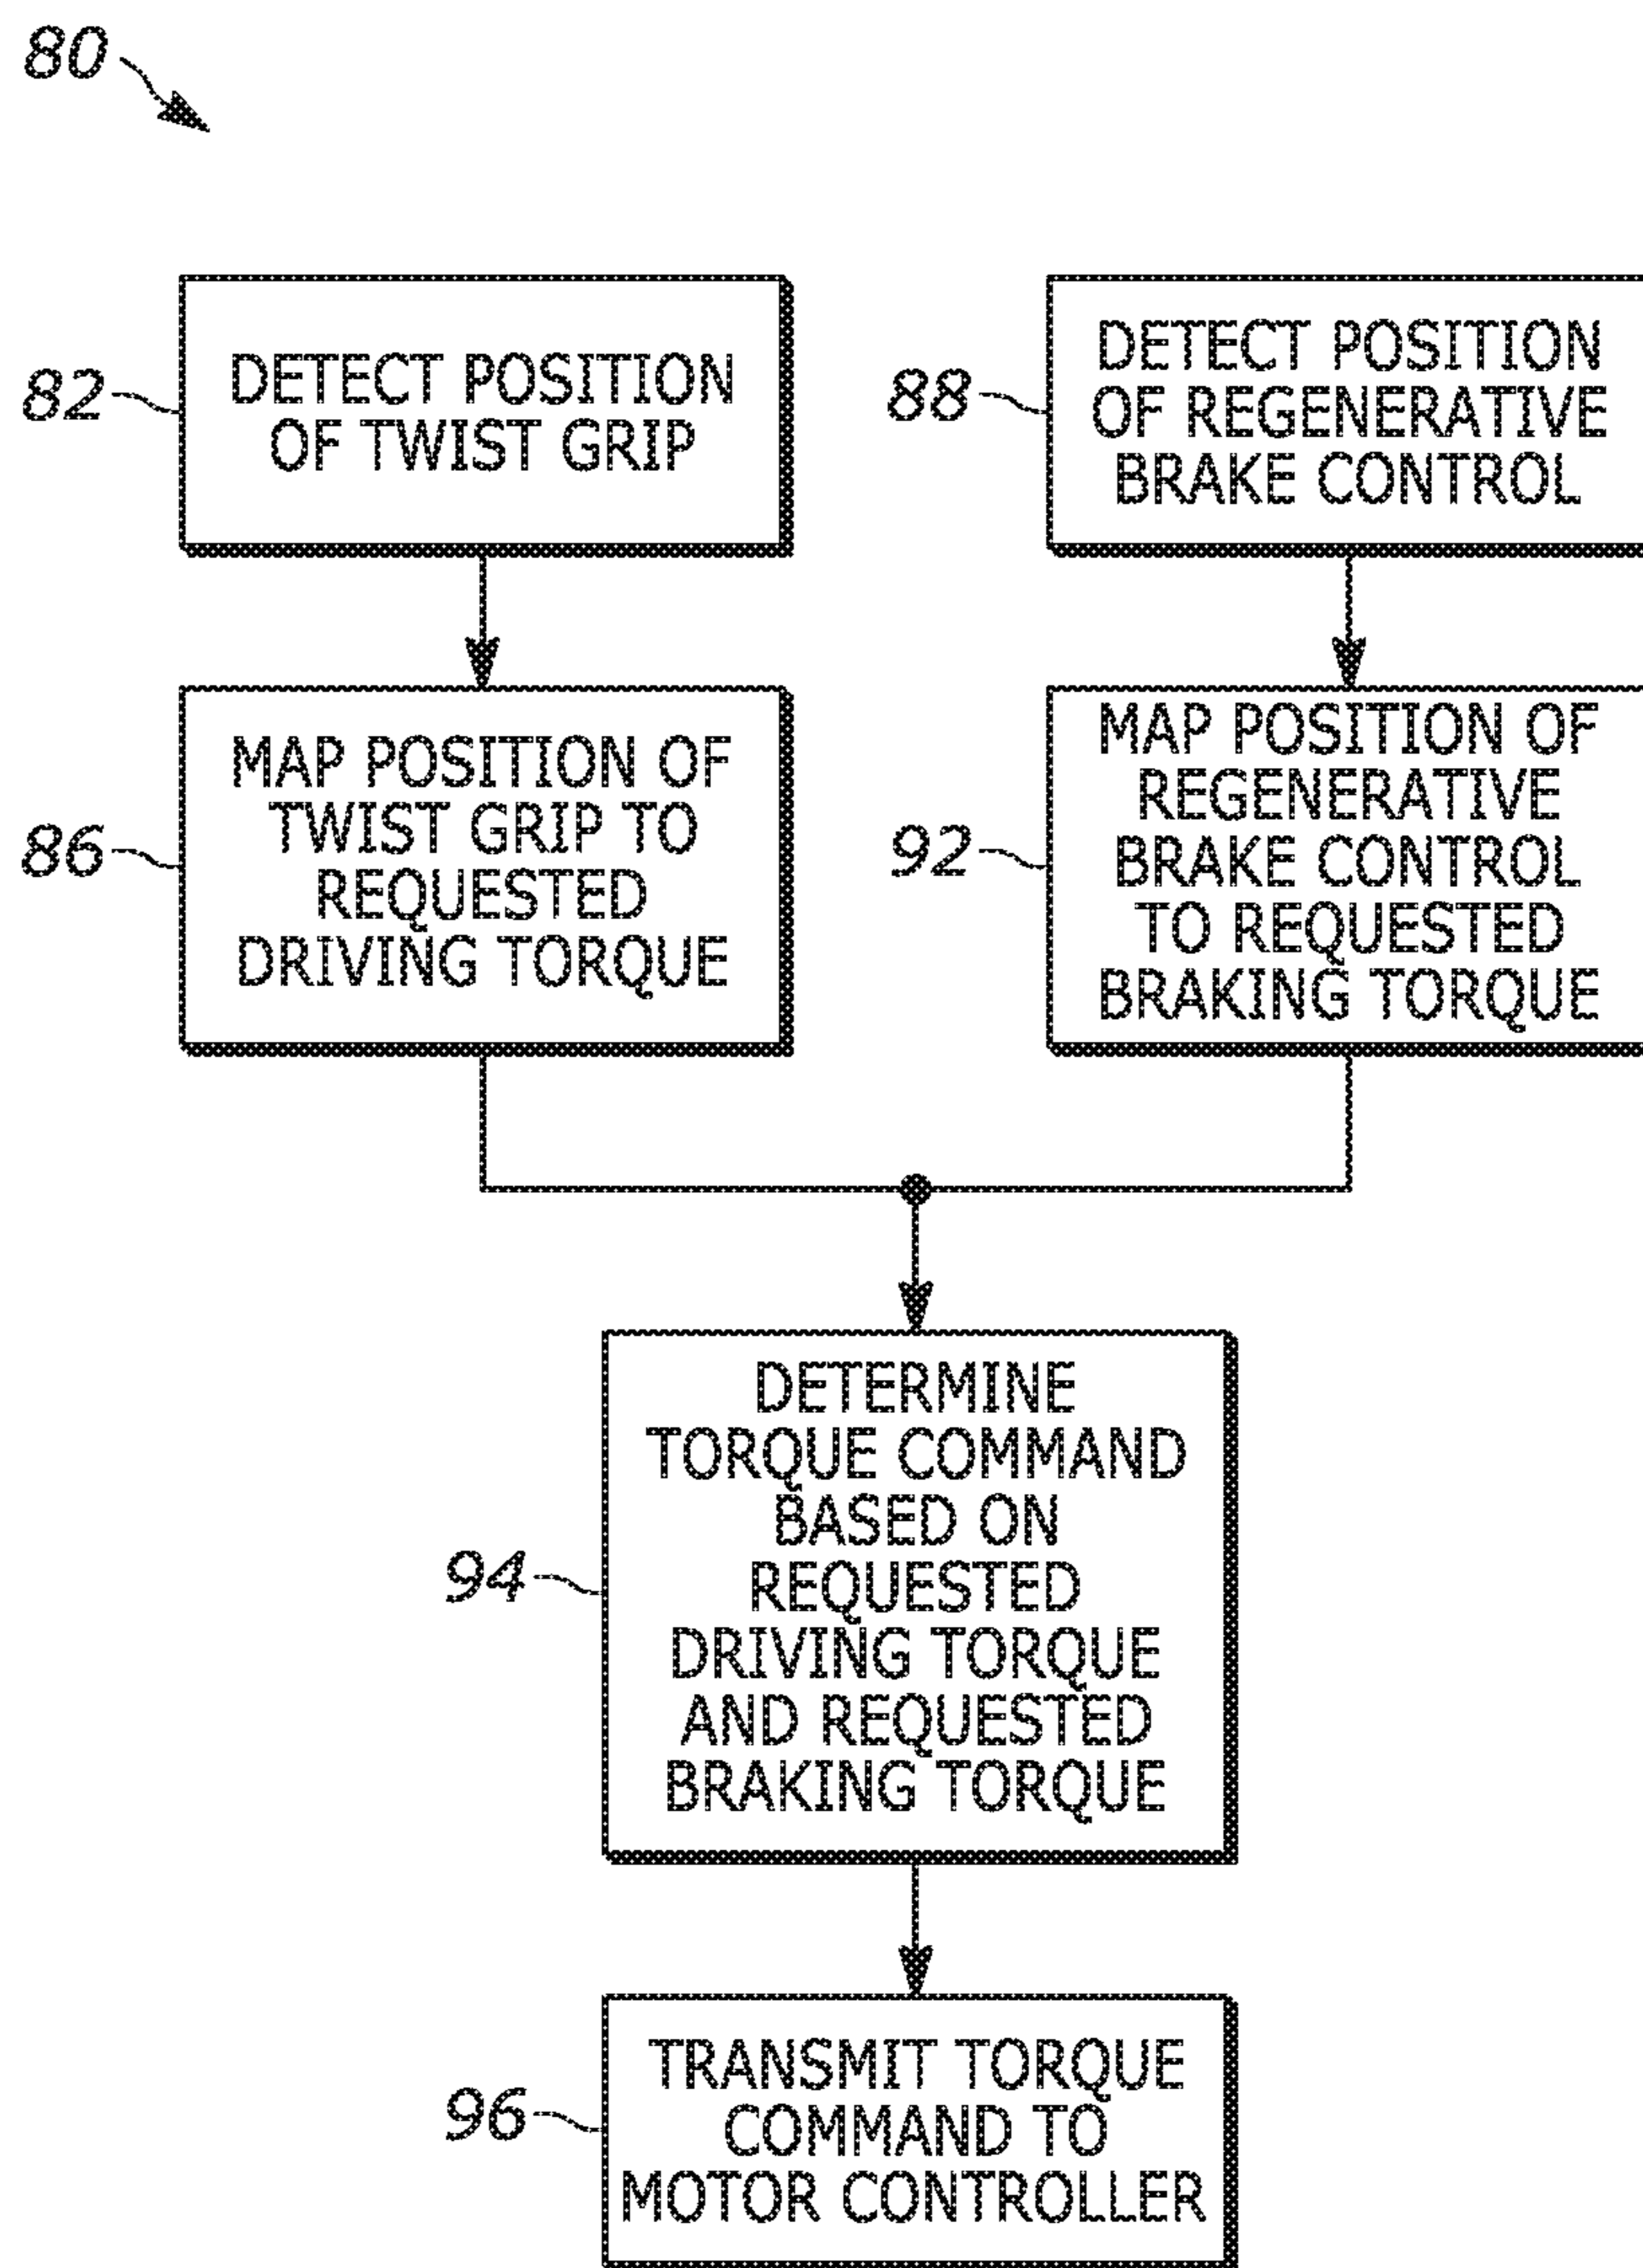 80
82
DETECT POSITION
OF TWIST GRIP
88
DETECT POSITION
OF REGENERATIVE
BRAKE CONTROL
86
MAP POSITION OF
TWIST GRIP TO
REQUESTED
DRIVING TORQUE
92
MAP POSITION OF
REGENERATIVE
BRAKE CONTROL
TO REQUESTED
BRAKING TORQUE
94
DETERMINE
TORQUE COMMAND
BASED ON
REQUESTED
DRIVING TORQUE
AND REQUESTED
BRAKING TORQUE
96
TRANSMIT TORQUE
COMMAND TO
MOTOR CONTROLLER